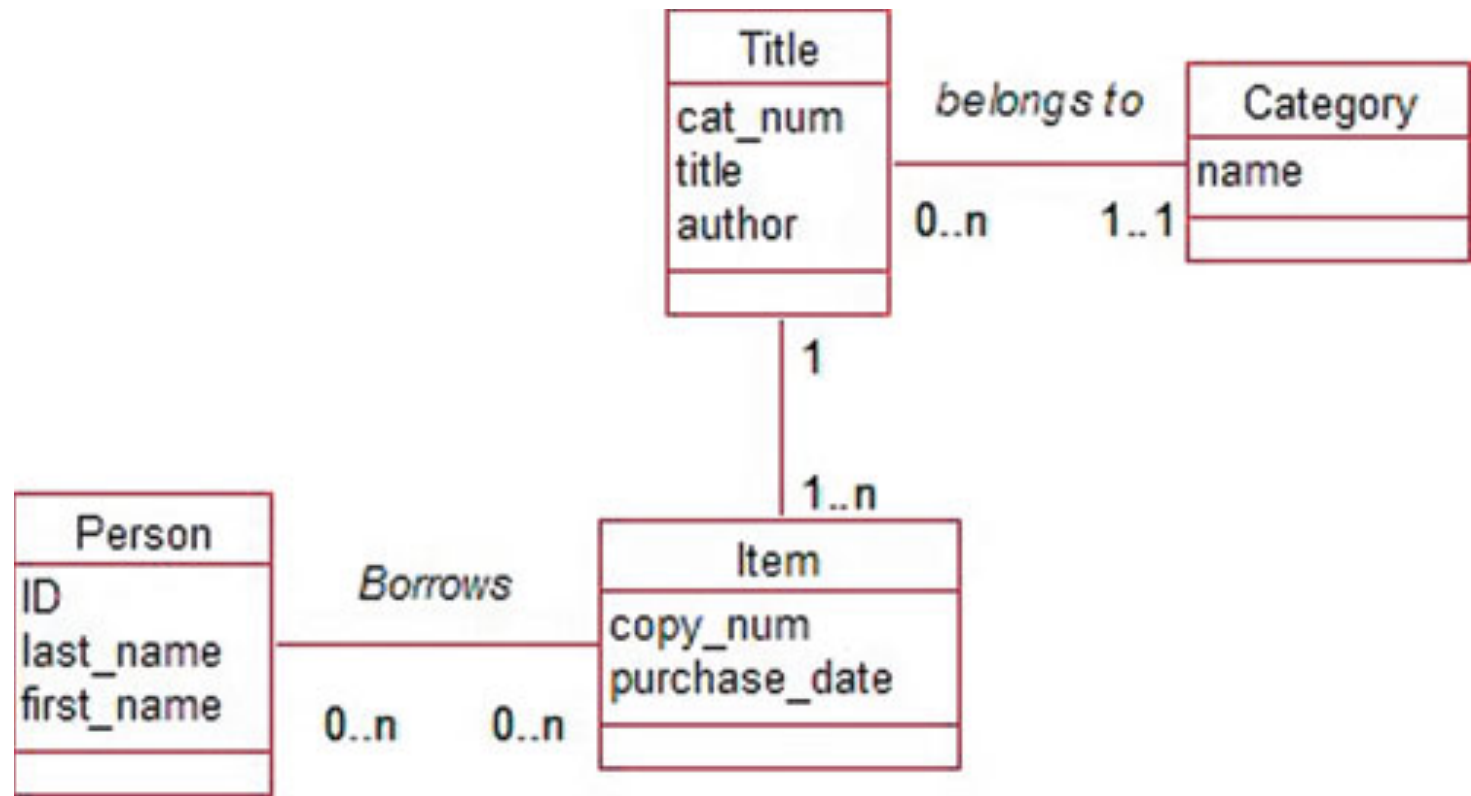 Title
cat_num
title
author
belongs to
0..n
1..1
Category
name
1
1..n
Person
ID
last_name
first_name
Borrows
0..n
0..n
Item
copy_num
purchase_date